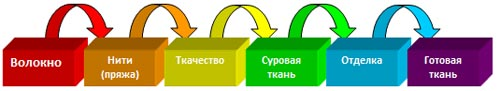 Волокно
Нити
(пряжа)
Ткачество
Суровая
ткань
Отделка
Готовая
ткань